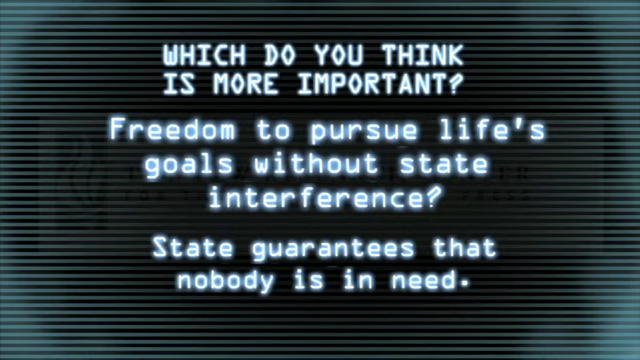 WHICH DO YOU THINK
IS MORE IMPORTANT?
Freedom to pursue life's
goals without state
interference?
State guarantees that
nobody is in need.